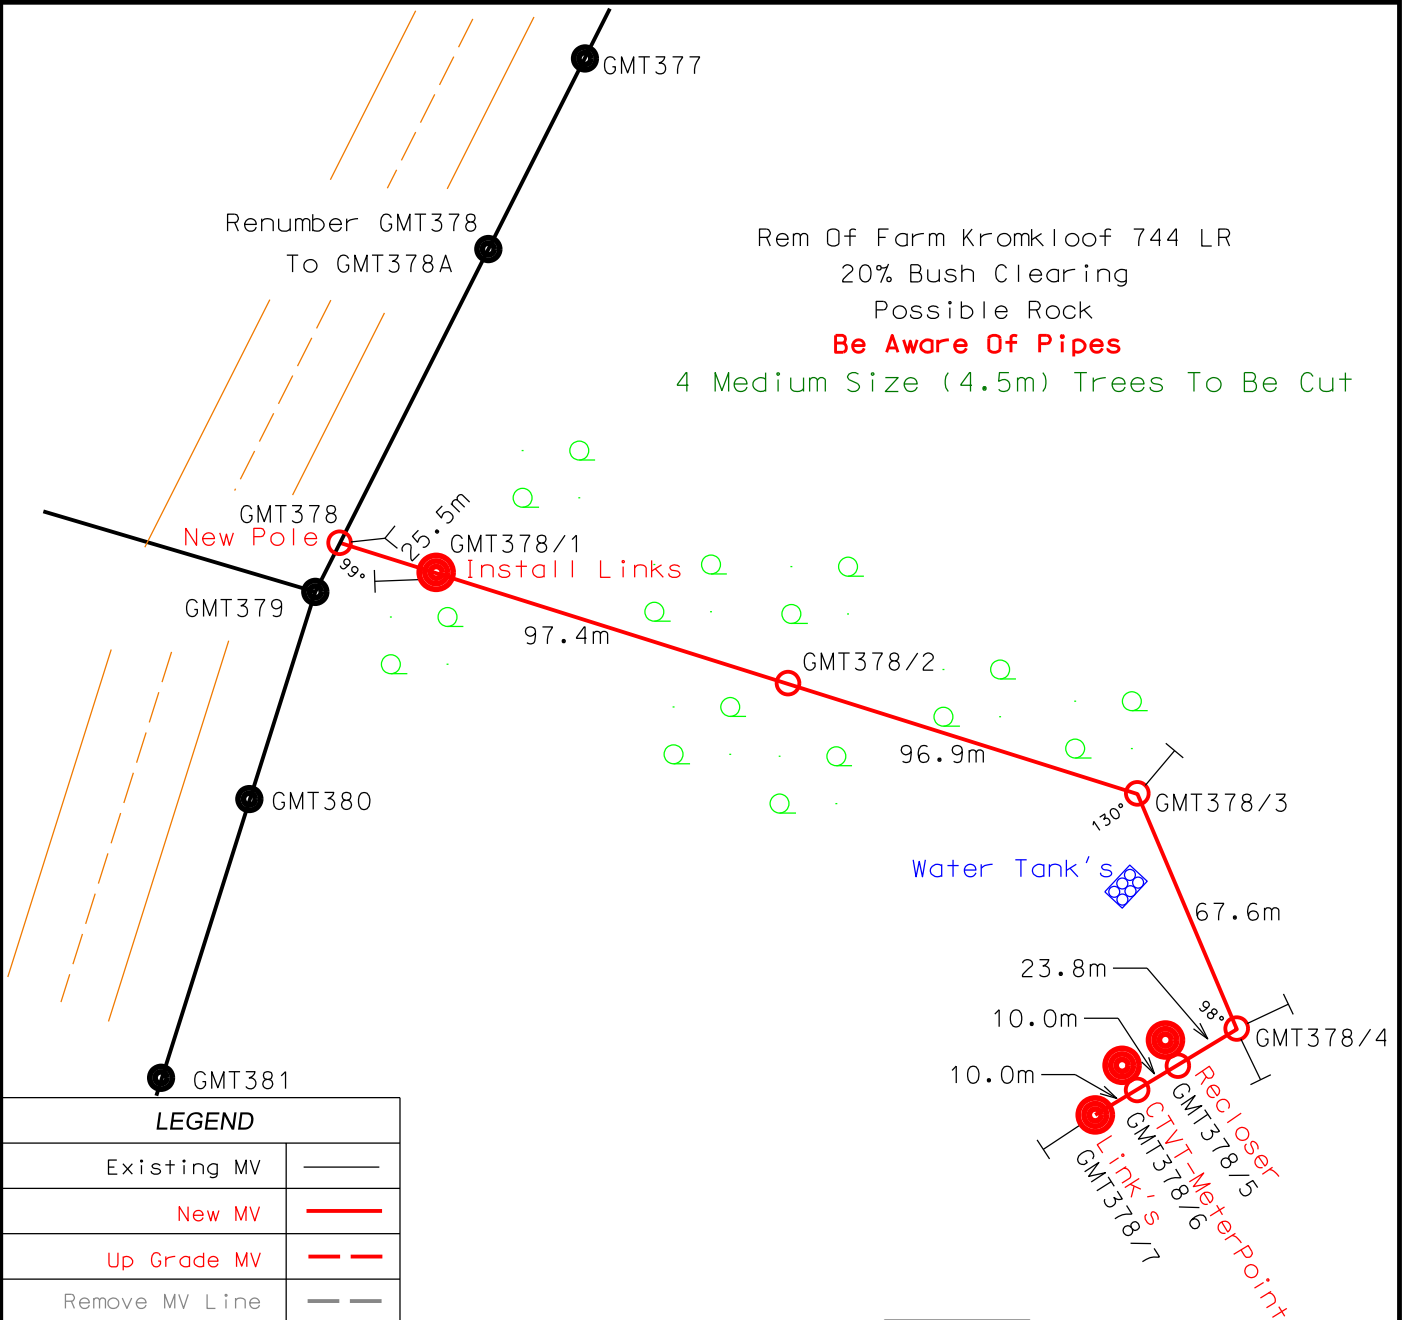 GMT377
Renumber GMT378
To GMT378A
Rem Of Farm Kromkloof 744 LR
20% Bush Clearing
Possible Rock
Be Aware Of Pipes
4 Medium Size (4.5m) Trees To Be Cut
GMT378
New Pole
25.5m
99°
GMT378/1
Install Links
GMT379
97.4m
GMT378/2
96.9m
GMT378/3
130°
GMT380
Water Tank's
67.6m
23.8m
98°
10.0m
GMT378/4
10.0m
GMT381
Recloser
GMT378/5
CTVT-MeterPoint
GMT378/6
Link's
GMT378/7
LEGEND
Existing MV
New MV
Up Grade MV
Remove MV Line